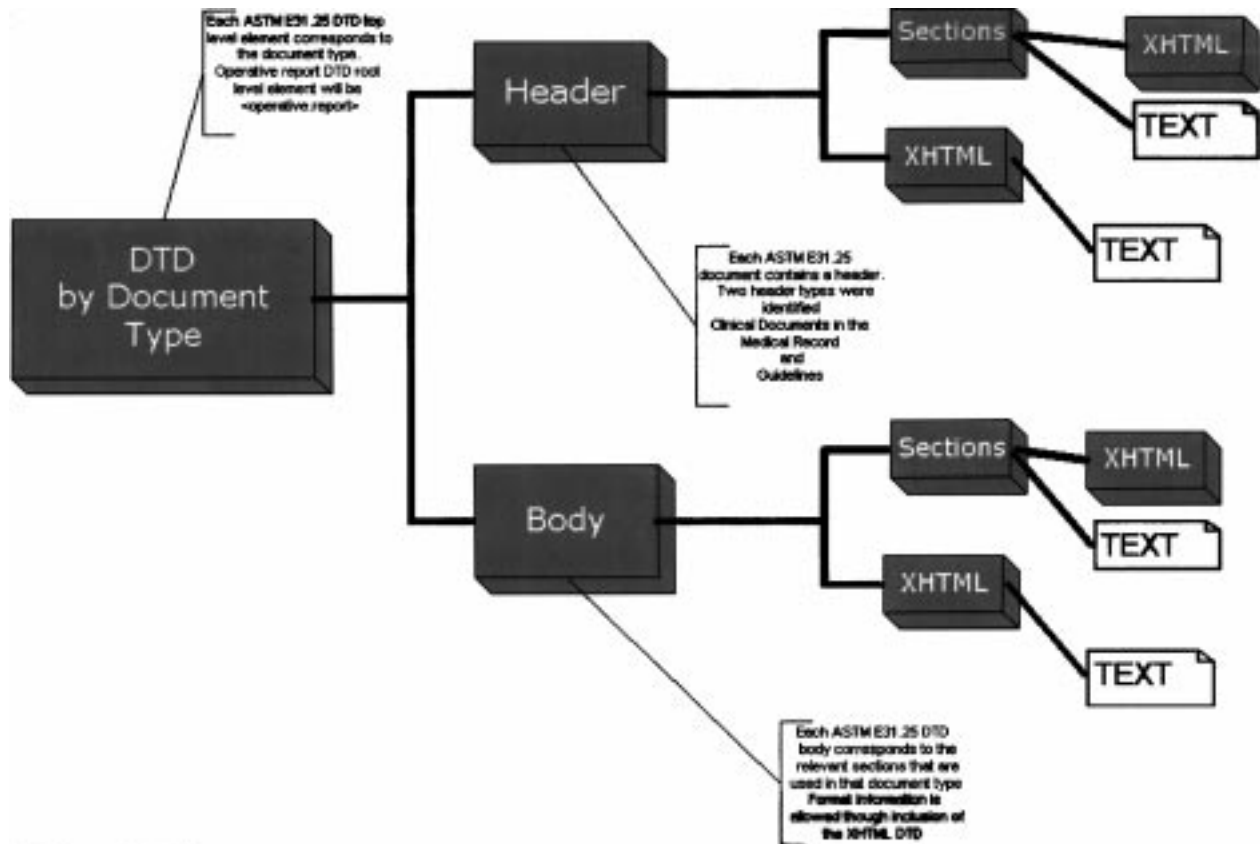 Each ASTM E31.25 DTD top
level element corresponds to
the document type.
Operative report DTD root
level element will be
<operative.report>
Header
Sections
XHTML
TEXT
XHTML
TEXT
DTD
by Document
Type
Each ASTM E31.25
document contains a header.
Two header types were
identified
Clinical Documents in the
Medical Record
and
Guidelines
Body
Sections
XHTML
TEXT
XHTML
TEXT
Each ASTM E31.25 DTD
body corresponds to the
relevant sections that are
used in that document type
Format information is
allowed though inclusion of
the XHTML DTD